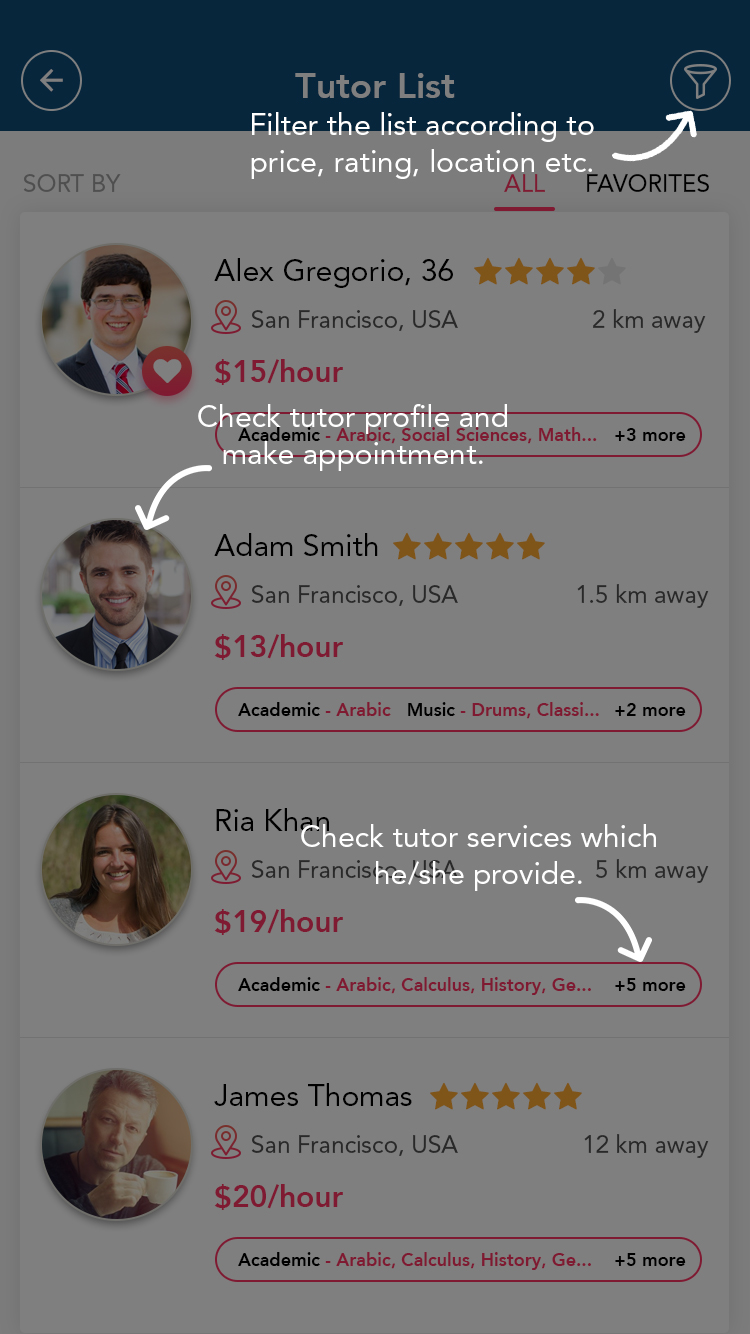 Tutor List
Filter the list according to
price, rating, location etc.
SORT BY ALL FAVORITES
Alex Gregorio, 36
San Francisco, USA 2 km away
$15/hour
Check tutor profile and
make appointment.
Academic - Arabic, Social Sciences, Math... +3 more
Adam Smith
San Francisco, USA 1.5 km away
$13/hour
Academic - Arabic Music - Drums, Classi... +2 more
Ria Khan
Check tutor services which
he/she provide.
San Francisco, USA 5 km away
$19/hour
Academic - Arabic, Calculus, History, Ge... +5 more
James Thomas
San Francisco, USA 12 km away
$20/hour
Academic - Arabic, Calculus, History, Ge... +5 more